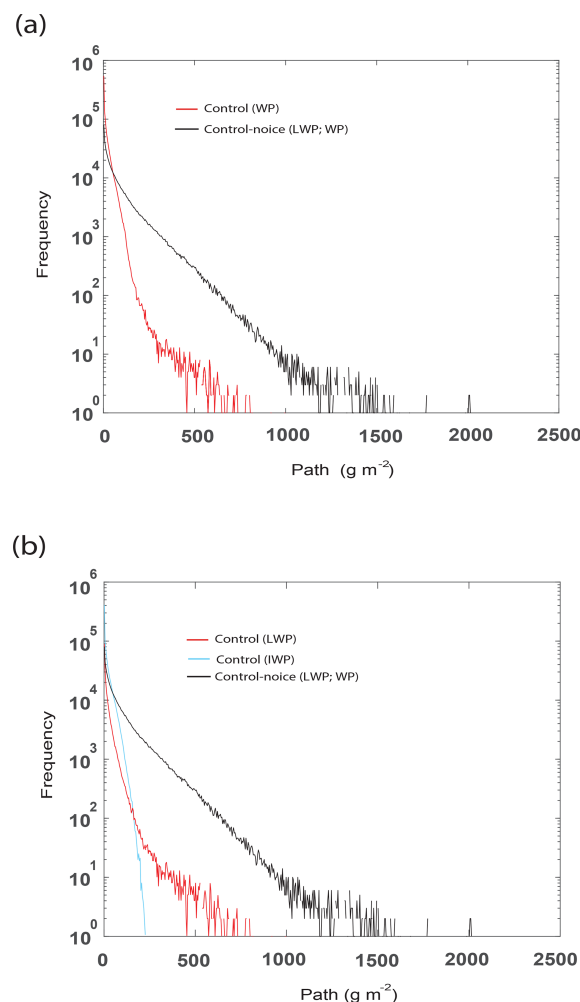 (a)
10^6
10^5
10^4
10^3
10^2
10^1
10^0
Frequency
Control (WP)
Control-noice (LWP; WP)
0 500 1000 1500 2000 2500
Path (g m^-2)
(b)
10^6
10^5
10^4
10^3
10^2
10^1
10^0
Frequency
Control (LWP)
Control (IWP)
Control-noice (LWP; WP)
0 500 1000 1500 2000 2500
Path (g m^-2)